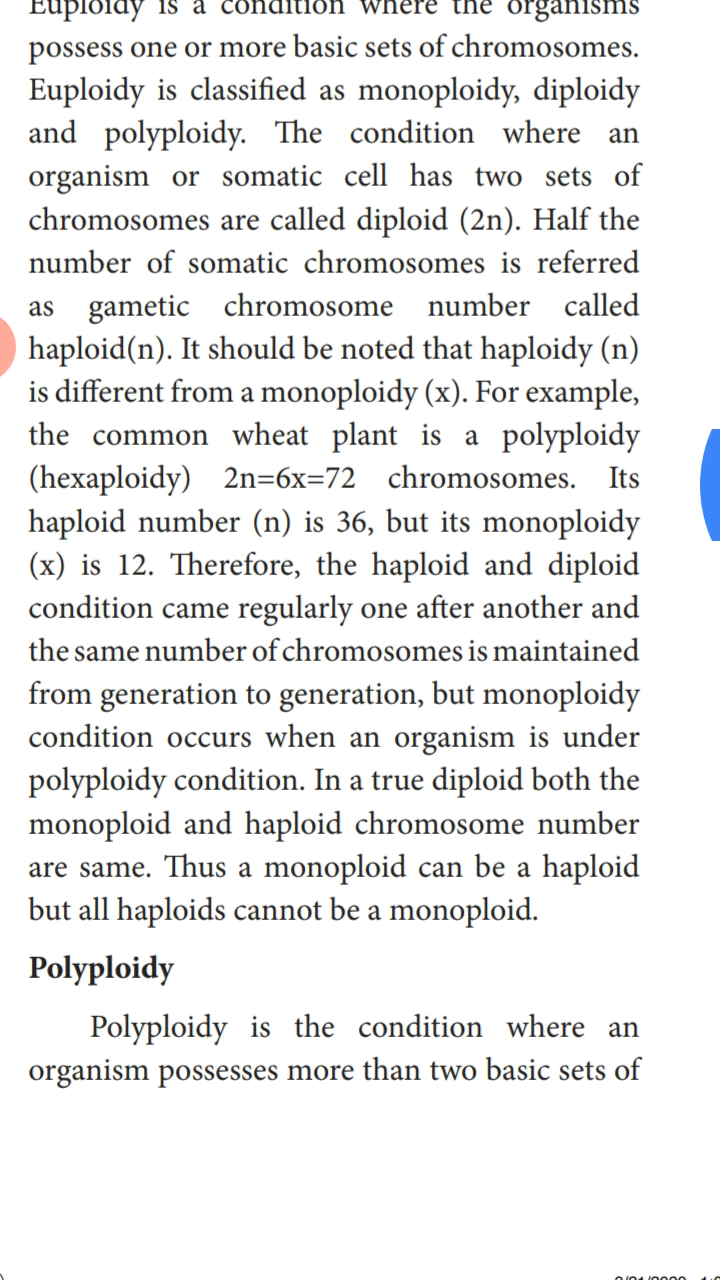 Euploidy is a condition where the organisms
possess one or more basic sets of chromosomes.
Euploidy is classified as monoploidy, diploidy
and polyploidy. The condition where an
organism or somatic cell has two sets of
chromosomes are called diploid (2n). Half the
number of somatic chromosomes is referred
as gametic chromosome number called
haploid(n). It should be noted that haploidy (n)
is different from a monoploidy (x). For example,
the common wheat plant is a polyploidy
(hexaploidy) 2n=6x=72 chromosomes. Its
haploid number (n) is 36, but its monoploidy
(x) is 12. Therefore, the haploid and diploid
condition came regularly one after another and
the same number of chromosomes is maintained
from generation to generation, but monoploidy
condition occurs when an organism is under
polyploidy condition. In a true diploid both the
monoploid and haploid chromosome number
are same. Thus a monoploid can be a haploid
but all haploids cannot be a monoploid.
Polyploidy
Polyploidy is the condition where an
organism possesses more than two basic sets of